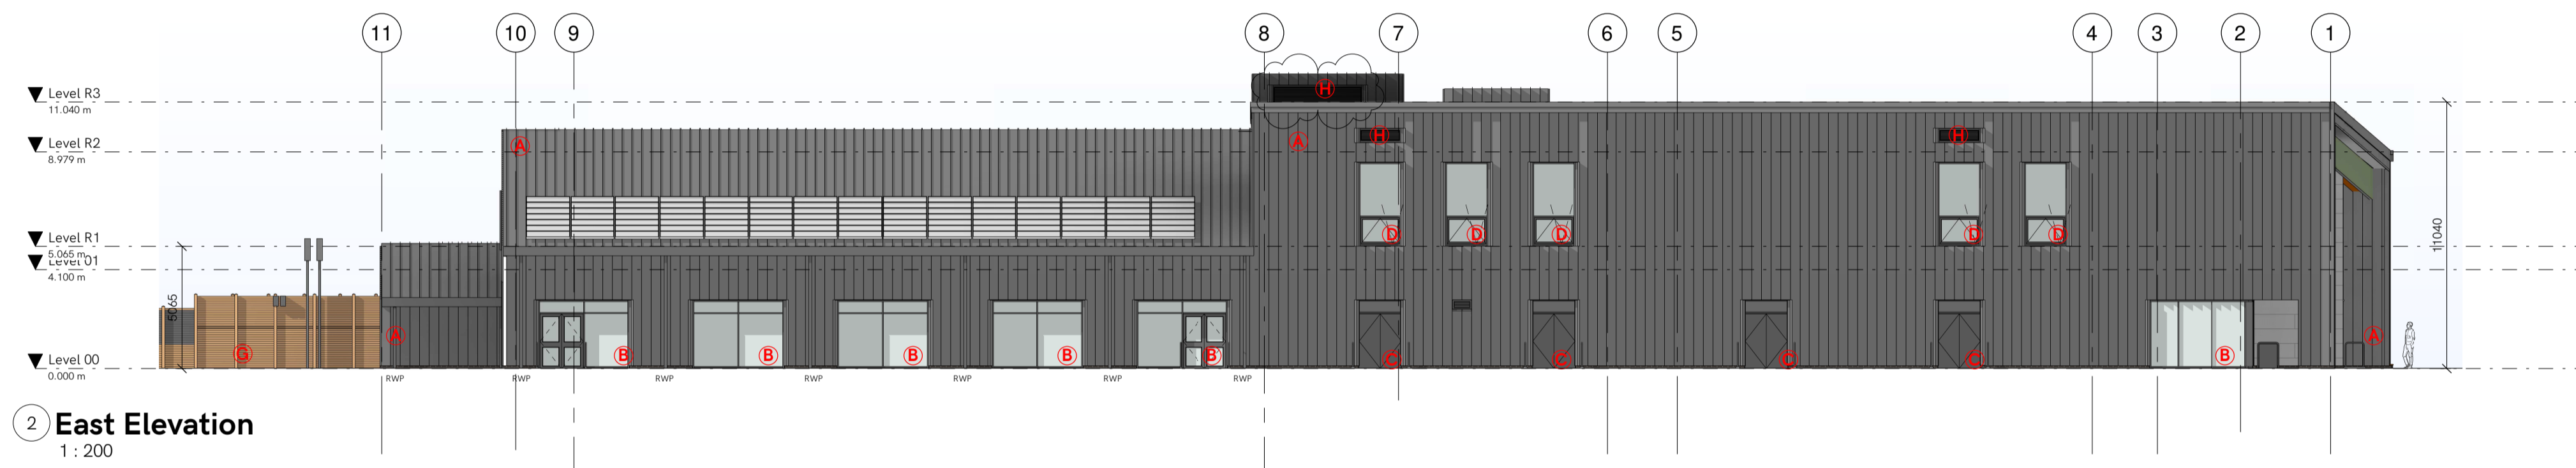 11 10 9 8 7 6 5 4 3 2 1
Level R3
11.040 m
H
A A H H
Level R2
8.979 m
D D D D D
Level R1
5.065 m
Level 01
4.100 m
5065
11040
A A
G B B B B B C C C C B
Level 00
0.000 m
RWP RWP RWP RWP RWP RWP RWP
2 East Elevation
1 : 200